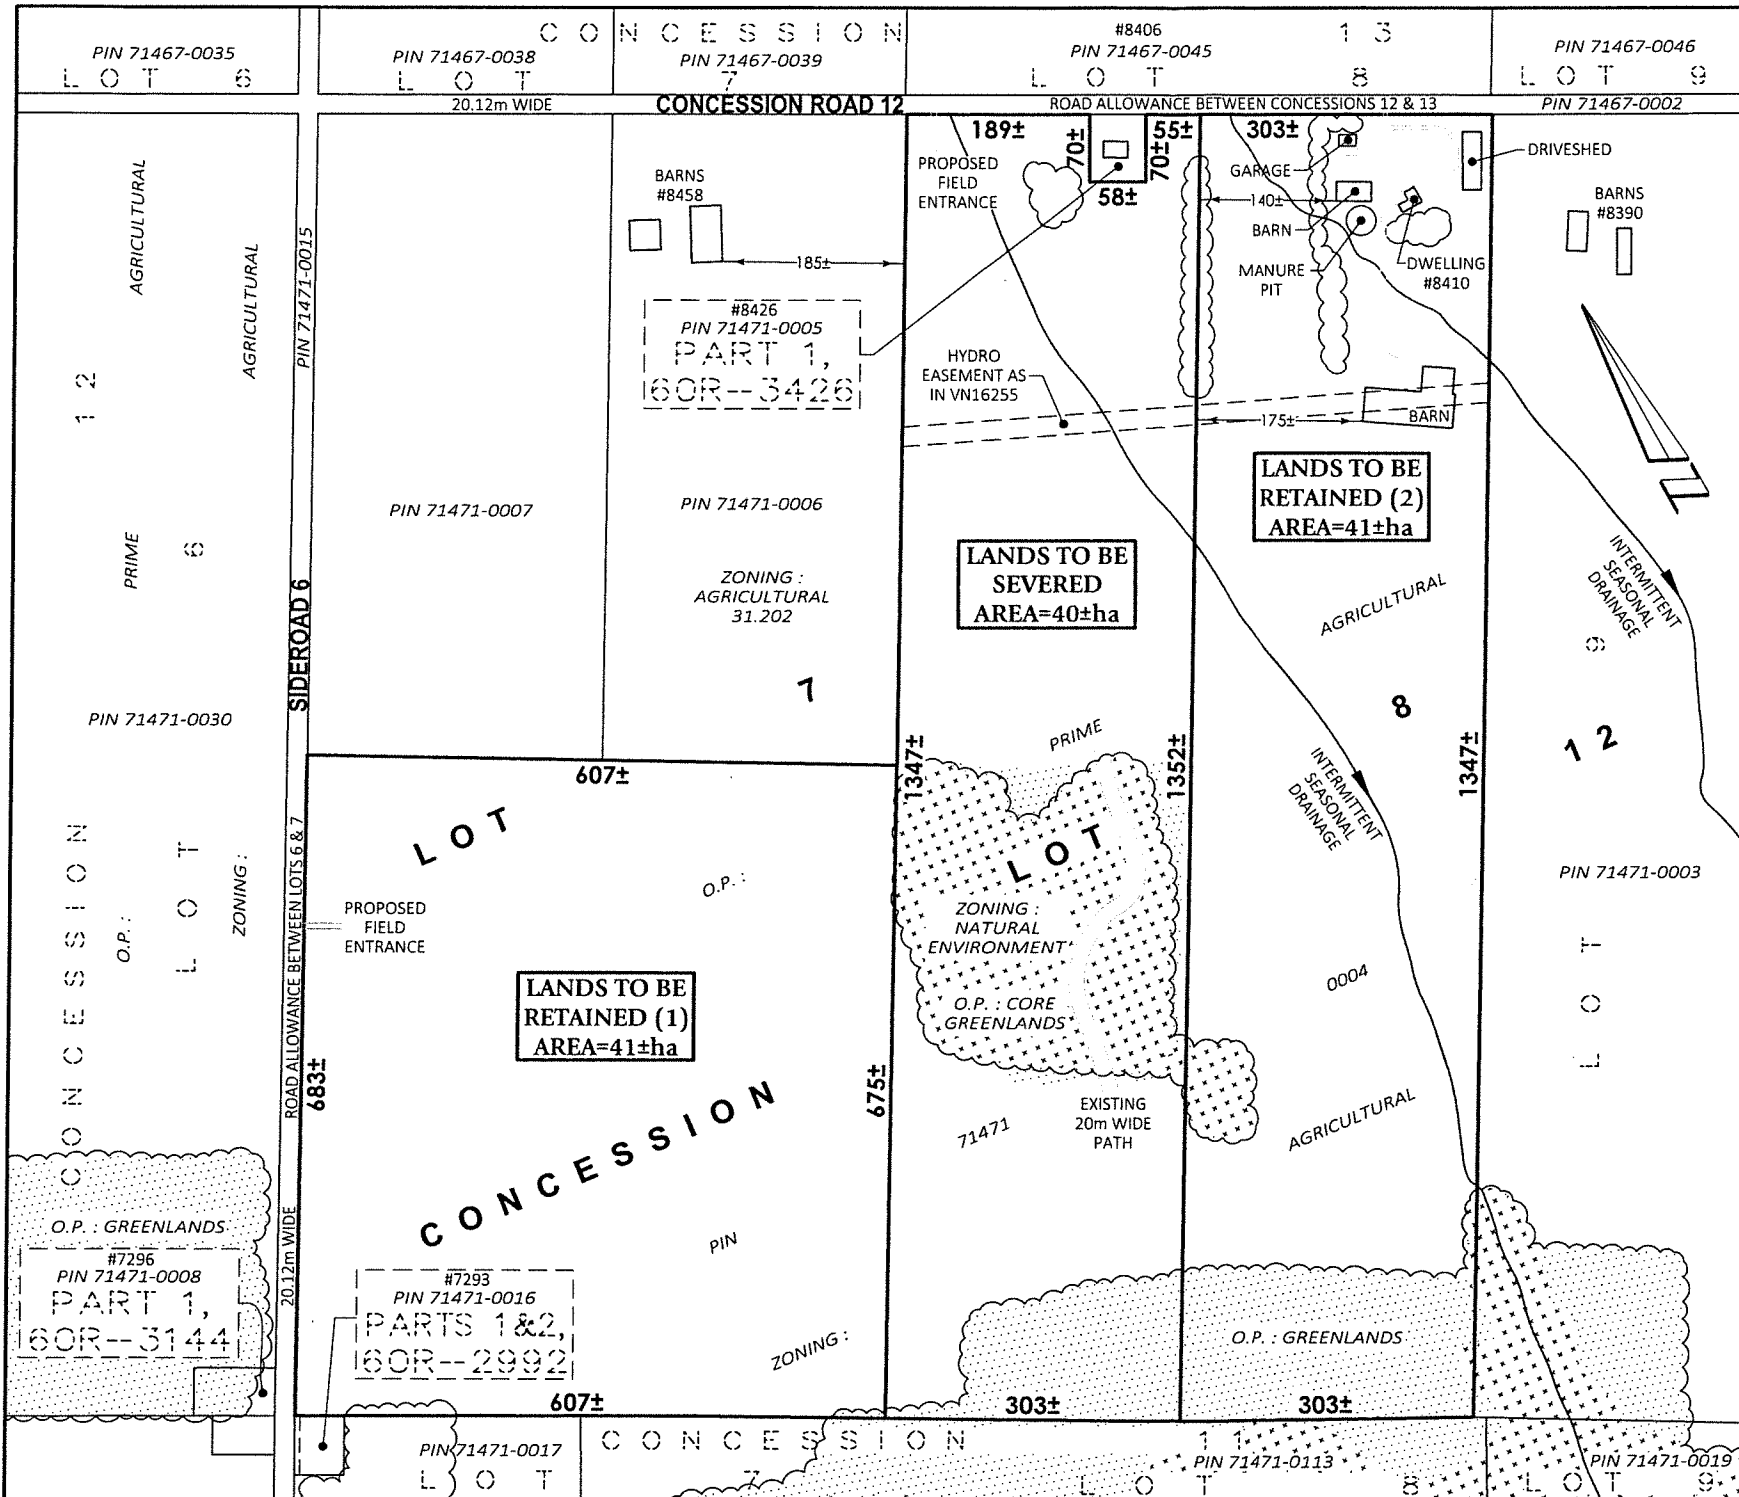 CONCESSION 13
PIN 71467-0035
LOT 6
PIN 71467-0038
LOT 7
PIN 71467-0039
#8406
PIN 71467-0045
LOT 8
PIN 71467-0046
LOT 9
20.12m WIDE
CONCESSION ROAD 12
ROAD ALLOWANCE BETWEEN CONCESSIONS 12 & 13
PIN 71467-0002
189±
70±
58±
70±
55±
303±
PROPOSED
FIELD
ENTRANCE
GARAGE
DRIVESHED
140±
BARN
MANURE
PIT
DWELLING
#8410
BARNS
#8390
BARNS
#8458
185±
#8426
PIN 71471-0005
PART 1,
60R--3426
HYDRO
EASEMENT AS
IN VN16255
175±
BARN
AGRICULTURAL
AGRICULTURAL
PIN 71471-0015
12
PRIME
6
PIN 71471-0007
PIN 71471-0006
ZONING :
AGRICULTURAL
31.202
7
LANDS TO BE
SEVERED
AREA=40±ha
LANDS TO BE
RETAINED (2)
AREA=41±ha
AGRICULTURAL
INTERMITTENT
SEASONAL
DRAINAGE
9
8
12
SIDEROAD 6
PIN 71471-0030
PRIME
607±
1347±
1352±
1347±
INTERMITTENT
SEASONAL
DRAINAGE
LOT
LOT
O.P. :
PROPOSED
FIELD
ENTRANCE
ZONING :
NATURAL
ENVIRONMENT
O.P. : CORE
GREENLANDS
PIN 71471-0003
LOT
0004
CONCESSION
O.P. :
LOT
ZONING :
ROAD ALLOWANCE BETWEEN LOTS 6 & 7
LANDS TO BE
RETAINED (1)
AREA=41±ha
683±
675±
CONCESSION
71471
EXISTING
20m WIDE
PATH
AGRICULTURAL
PIN
ZONING :
O.P. : GREENLANDS
#7296
PIN 71471-0008
PART 1,
60R--3144
20.12m WIDE
#7293
PIN 71471-0016
PARTS 1&2,
60R--2992
O.P. : GREENLANDS
607±
303±
303±
CONCESSION 11
PIN 71471-0017
LOT 7
PIN 71471-0113
LOT 8
PIN 71471-0019
LOT 9